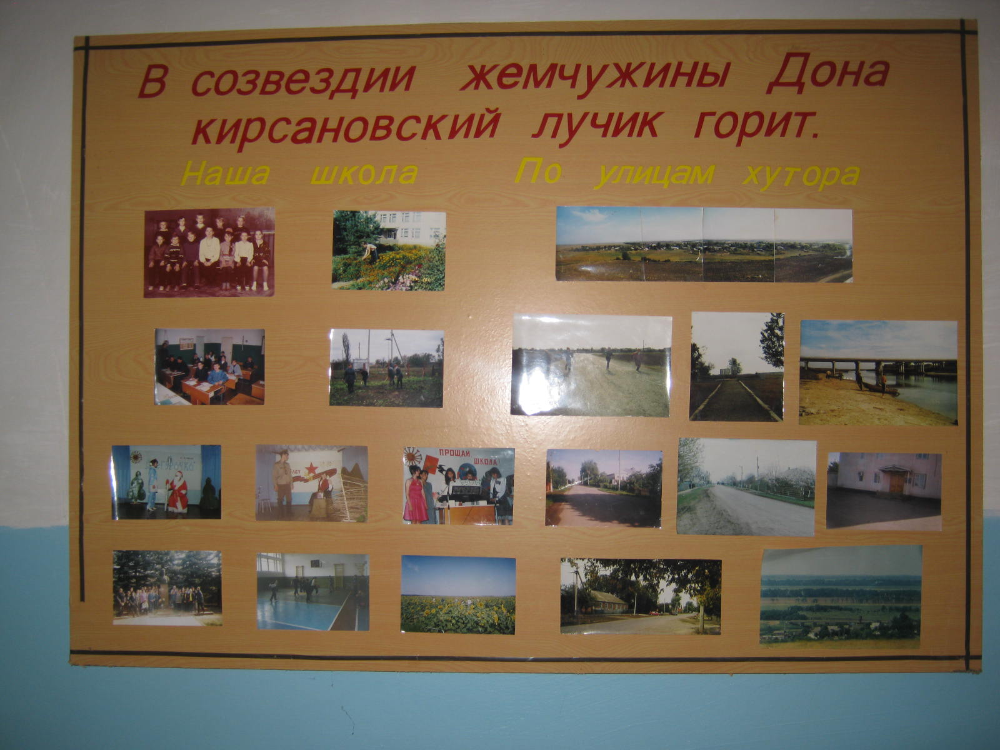 В созвездии жемчужины Дона
кирсановский лучик горит.
Наша школа
По улицам хутора
ПРОЩАЙ,
ШКОЛА!